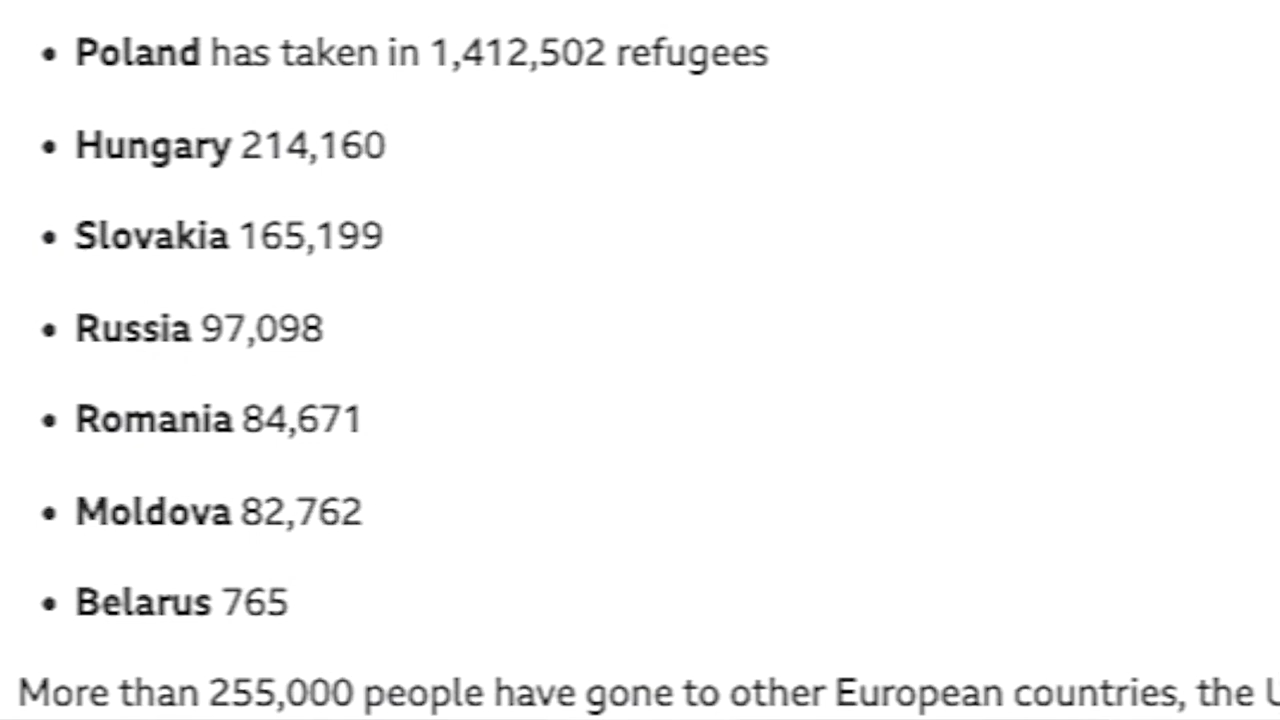 • Poland has taken in 1,412,502 refugees
• Hungary 214,160
• Slovakia 165,199
• Russia 97,098
• Romania 84,671
• Moldova 82,762
• Belarus 765
More than 255,000 people have gone to other European countries, the